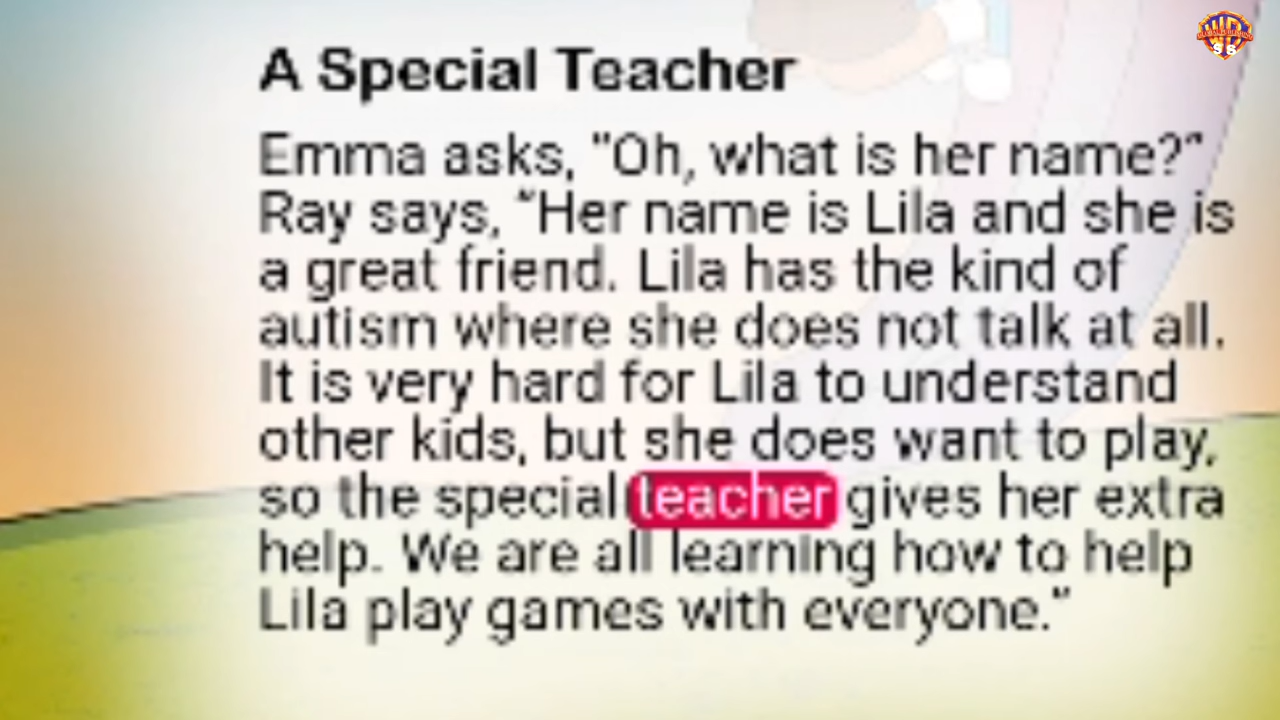 A Special Teacher
Emma asks, "Oh, what is her name?"
Ray says, "Her name is Lila and she is
a great friend. Lila has the kind of
autism where she does not talk at all.
It is very hard for Lila to understand
other kids, but she does want to play,
so the special teacher gives her extra
help. We are all learning how to help
Lila play games with everyone."